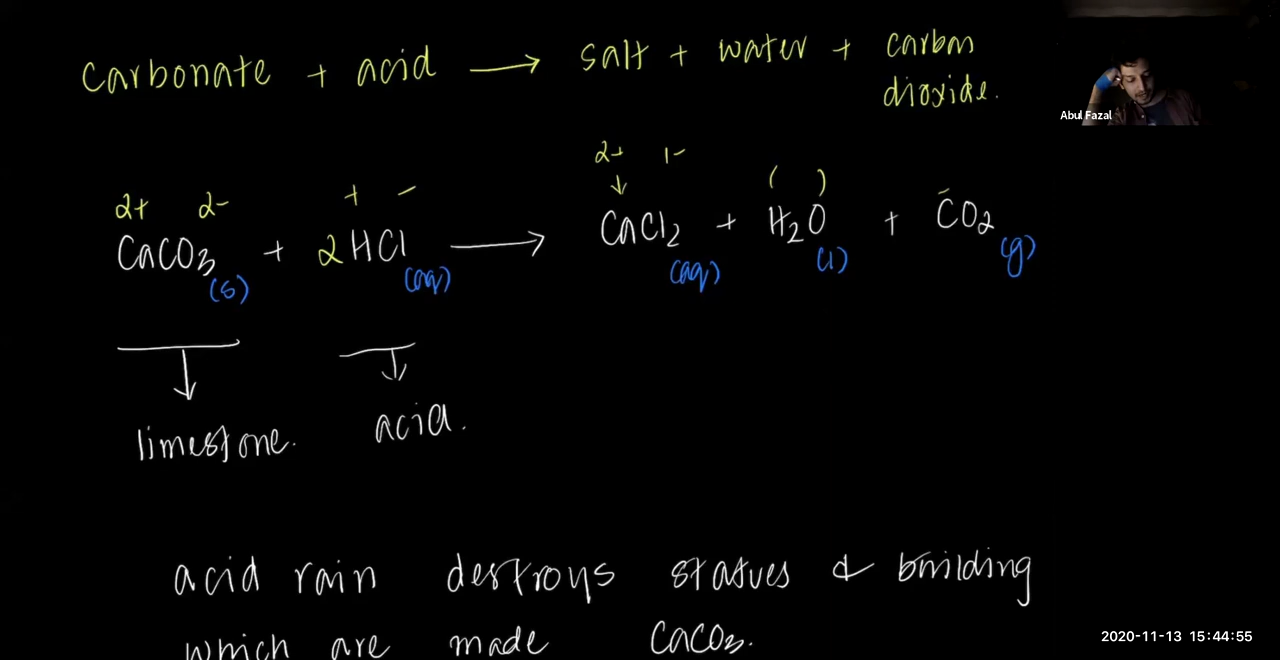 carbonate + acid → salt + water + carbon
dioxide.
Abul Fazal
2+ 1-
↓
2+ 2- + - ( ) -
CaCO3 + 2HCl → CaCl2 + H2O + CO2
(s) (aq) (aq) (l) (g)
limestone. acid.
acid rain destroys statues & building
which are made CaCO3.
2020-11-13 15:44:55